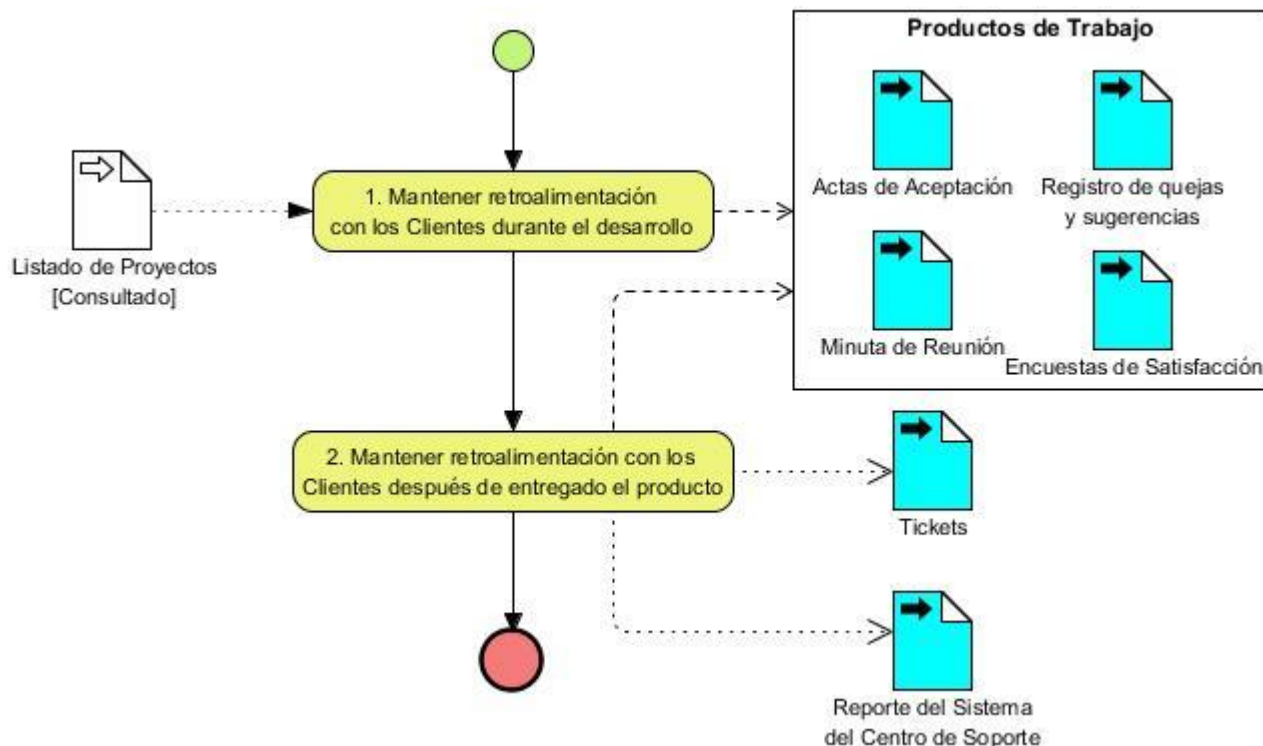 Productos de Trabajo
Actas de Aceptación
Registro de quejas
y sugerencias
1. Mantener retroalimentación
con los Clientes durante el desarrollo
Listado de Proyectos
[Consultado]
Minuta de Reunión
Encuestas de Satisfacción
2. Mantener retroalimentación con los
Clientes después de entregado el producto
Tickets
Reporte del Sistema
del Centro de Soporte